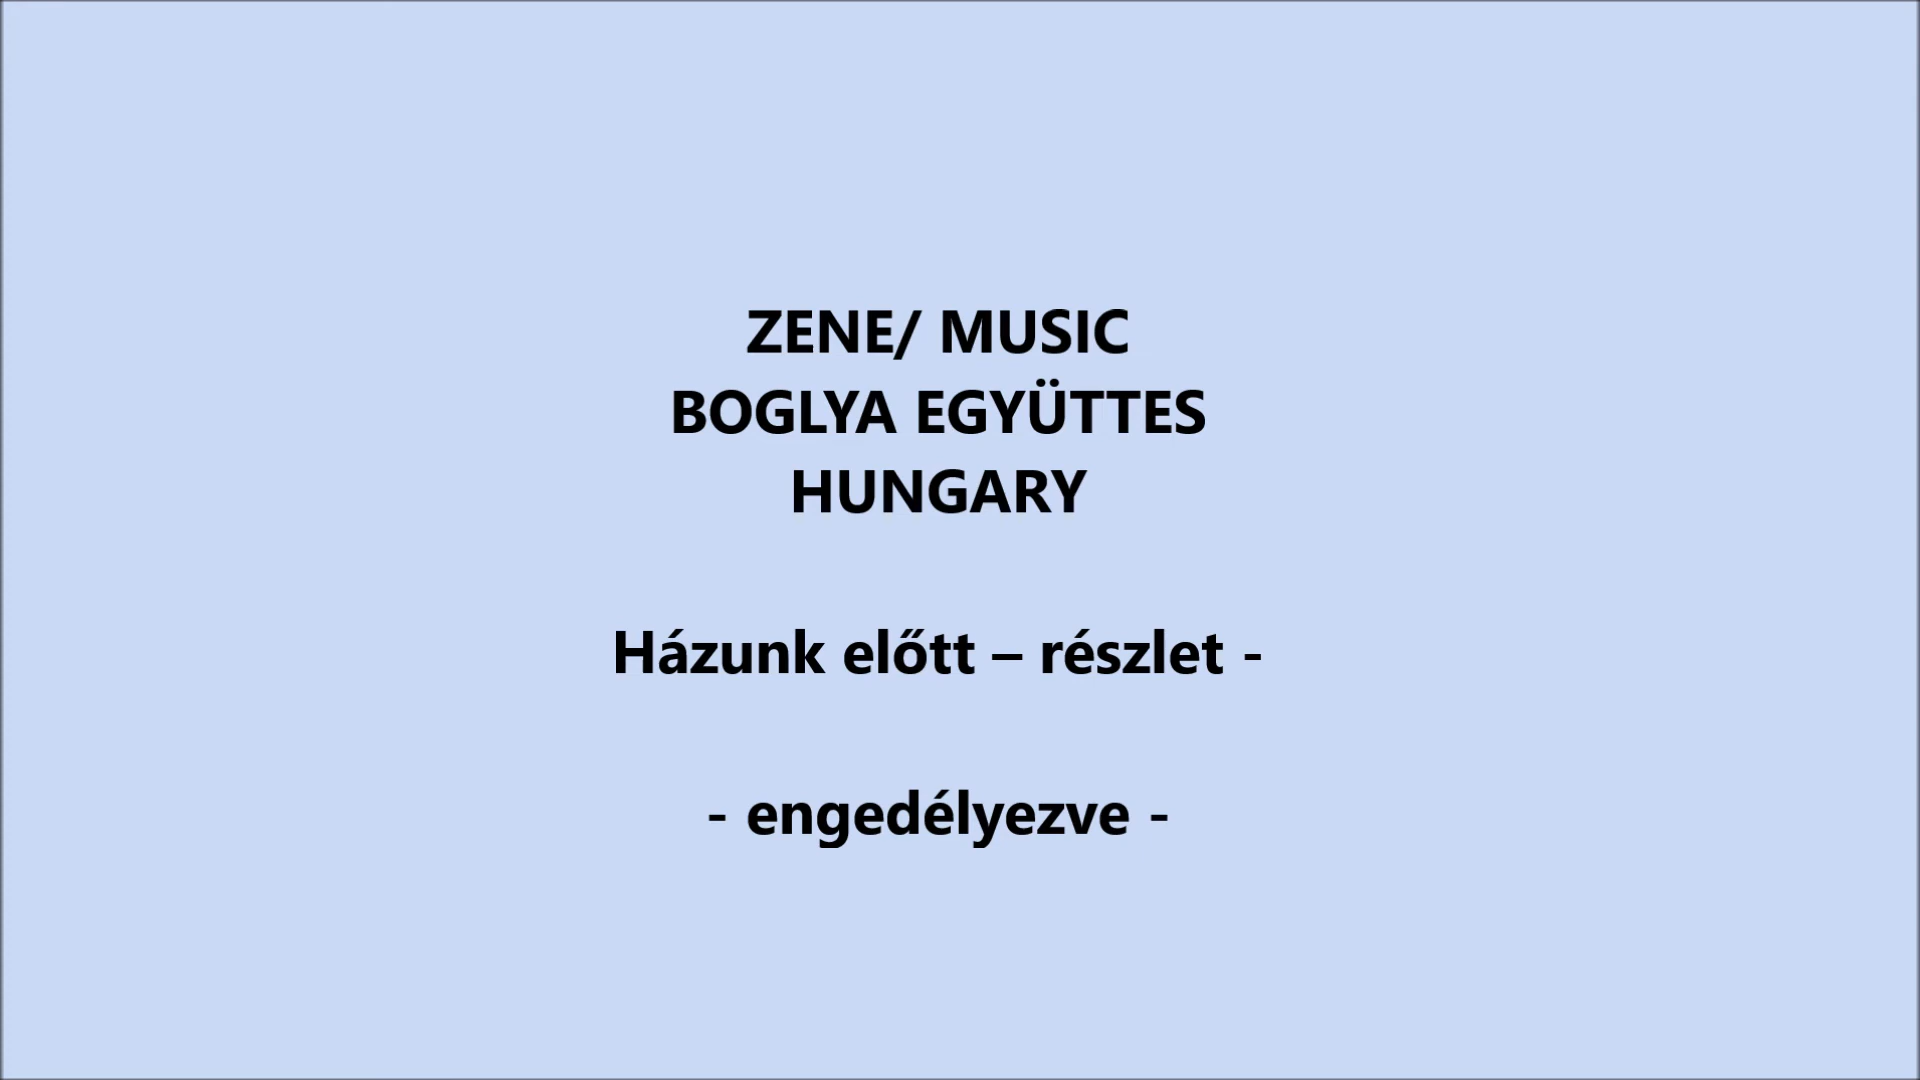 ZENE/ MUSIC
BOGLYA EGYÜTTES
HUNGARY
Házunk előtt – részlet -
- engedélyezve -